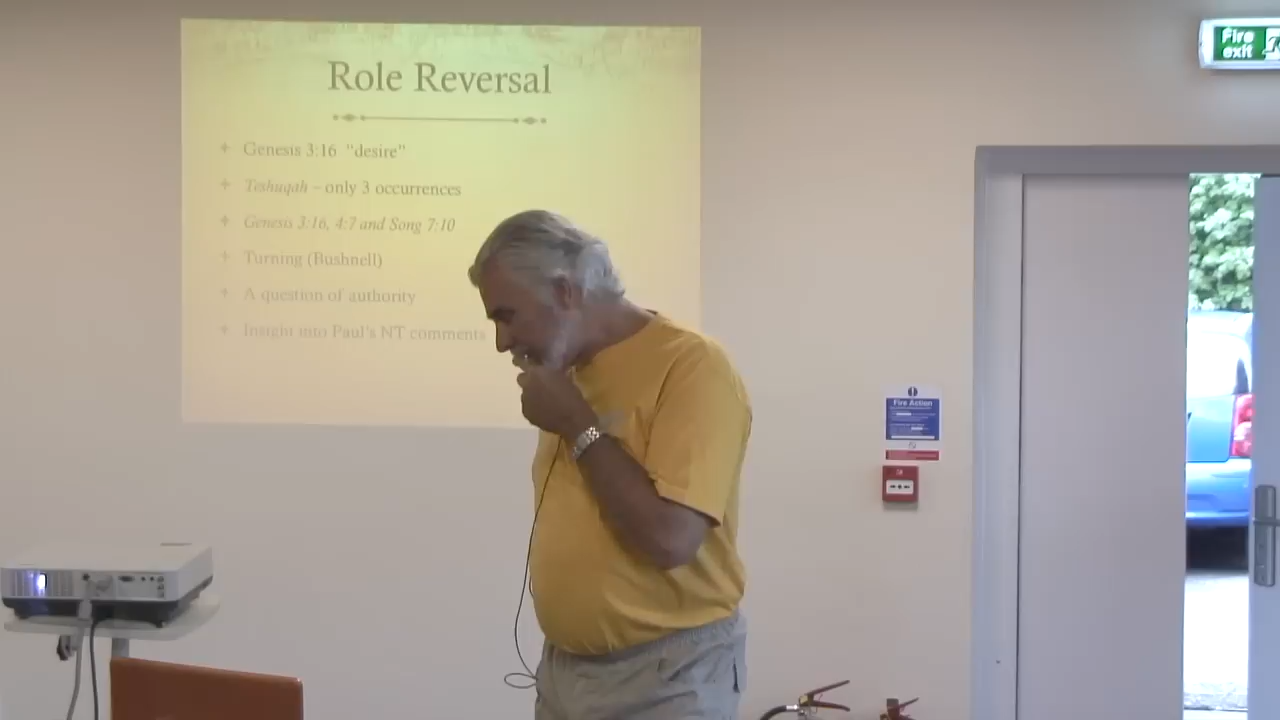 Role Reversal
Genesis 3:16 "desire"
Teshuqah – only 3 occurrences
Genesis 3:16, 4:7 and Song 7:10
Turning (Bushnell)
A question of authority
Insight into Paul's NT comments
Fire
exit
Fire Action